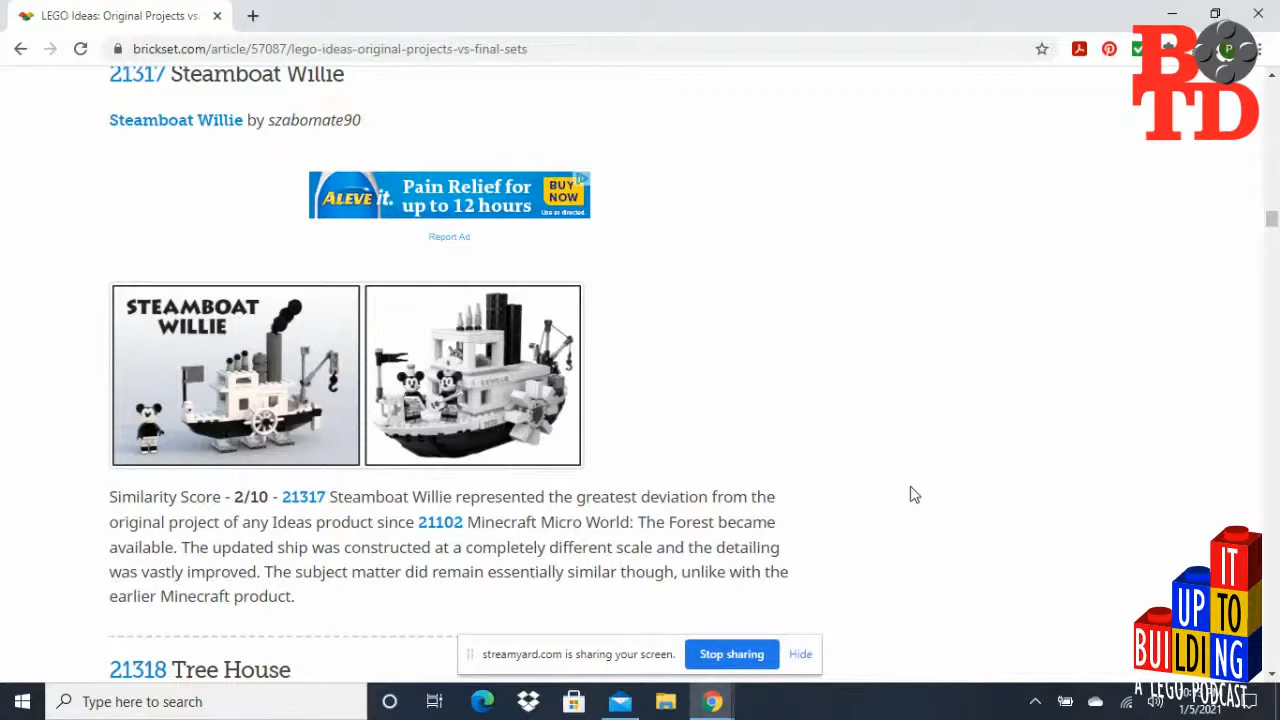 LEGO Ideas: Original Projects vs.
brickset.com/article/57087/lego-ideas-original-projects-vs-final-sets
B
TD
21317 Steamboat Willie
Steamboat Willie by szabomate90
ALEVE it. Pain Relief for up to 12 hours
BUY NOW
Use as directed.
Report Ad
STEAMBOAT
WILLIE
Similarity Score - 2/10 - 21317 Steamboat Willie represented the greatest deviation from the
original project of any Ideas product since 21102 Minecraft Micro World: The Forest became
available. The updated ship was constructed at a completely different scale and the detailing
was vastly improved. The subject matter did remain essentially similar though, unlike with the
earlier Minecraft product.
streamyard.com is sharing your screen.
Stop sharing
Hide
21318 Tree House
IT
UP TO
BUILDING
A LEGO PODCAST
Type here to search
1/5/2021